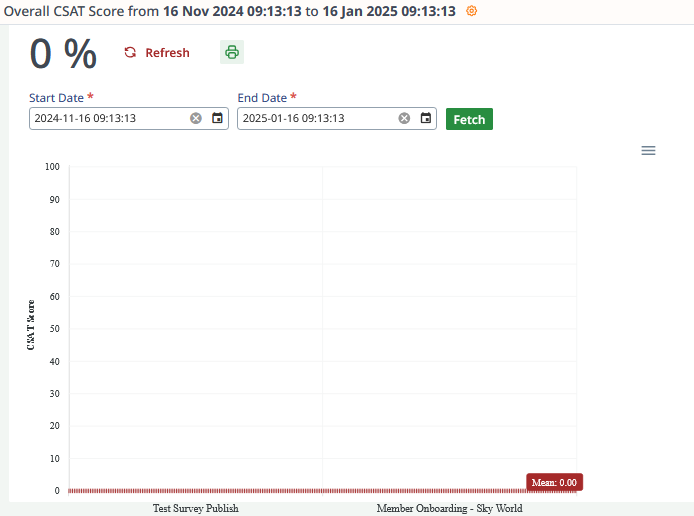 Overall CSAT Score from 16 Nov 2024 09:13:13 to 16 Jan 2025 09:13:13
0 % Refresh
Start Date * End Date *
2024-11-16 09:13:13 2025-01-16 09:13:13 Fetch
100
90
80
70
60
50
40
30
20
10
0
CSAT Score
Mean: 0.00
Test Survey Publish Member Onboarding - Sky World